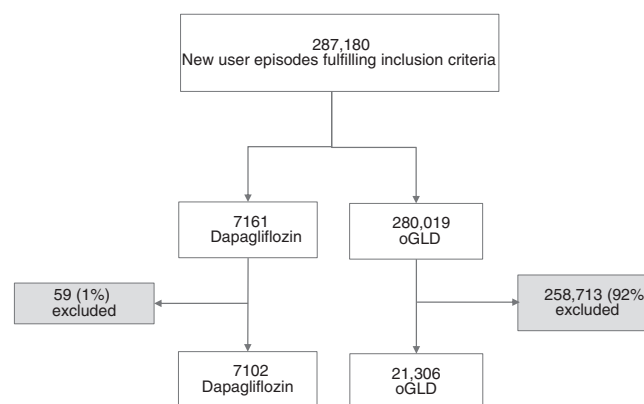 287,180
New user episodes fulfilling inclusion criteria
7161
Dapagliflozin
280,019
oGLD
59 (1%)
excluded
258,713 (92%
excluded
7102
Dapagliflozin
21,306
oGLD